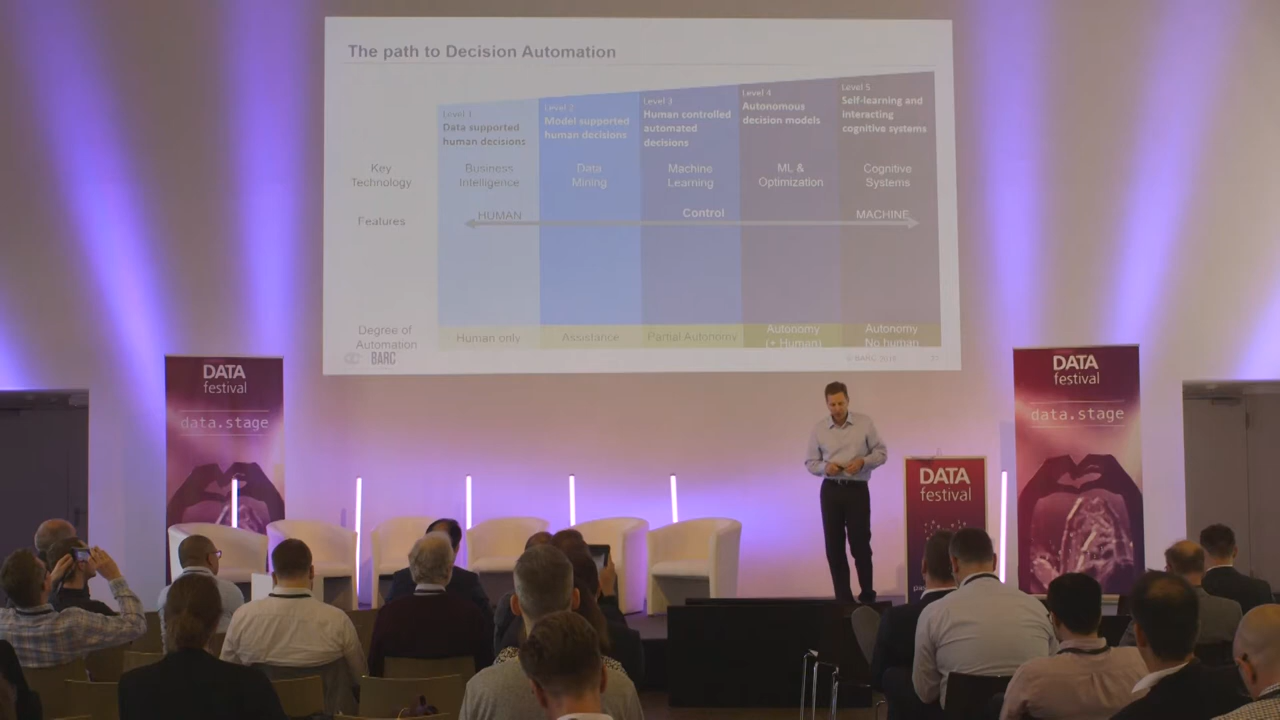 The path to Decision Automation
Level 1
Data supported
human decisions
Level 2
Model supported
human decisions
Level 3
Human controlled
automated
decisions
Level 4
Autonomous
decision models
Level 5
Self-learning and
interacting
cognitive systems
Key
Technology
Business
Intelligence
Data
Mining
Machine
Learning
ML &
Optimization
Cognitive
Systems
Features
HUMAN
Control
MACHINE
Degree of
Automation
Human only
Assistance
Partial Autonomy
Autonomy
(+ Human)
Autonomy
No human
BARC
© BARC
DATA
festival
data.stage
DATA
festival
DATA
festival
data.stage